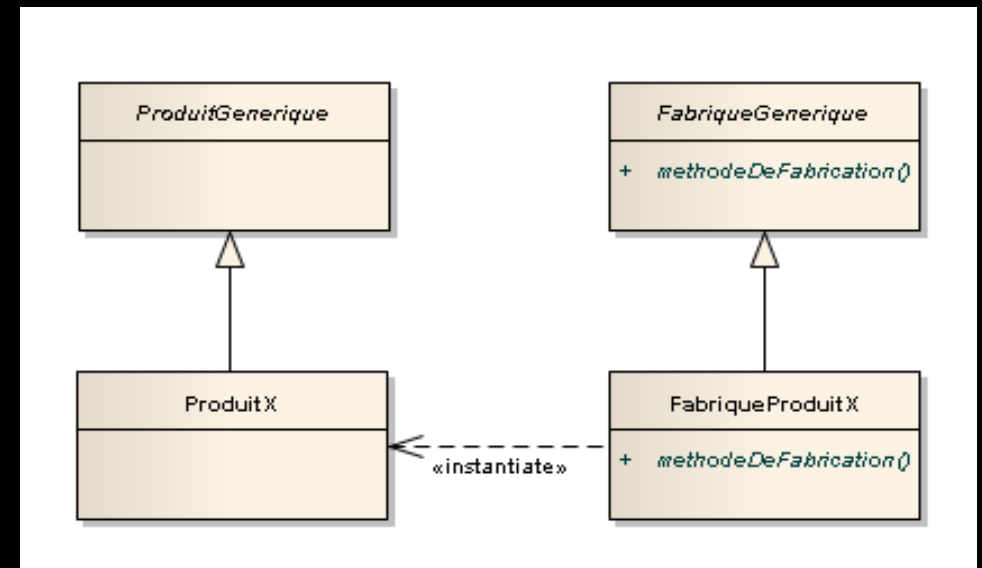 ProduitGenerique
FabriqueGenerique
+ methodeDeFabrication()
ProduitX
FabriqueProduitX
+ methodeDeFabrication()
«instantiate»